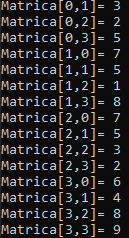 Matrica[0,1]= 3
Matrica[0,2]= 2
Matrica[0,3]= 5
Matrica[1,0]= 7
Matrica[1,1]= 5
Matrica[1,2]= 1
Matrica[1,3]= 8
Matrica[2,0]= 7
Matrica[2,1]= 5
Matrica[2,2]= 3
Matrica[2,3]= 2
Matrica[3,0]= 6
Matrica[3,1]= 4
Matrica[3,2]= 8
Matrica[3,3]= 9